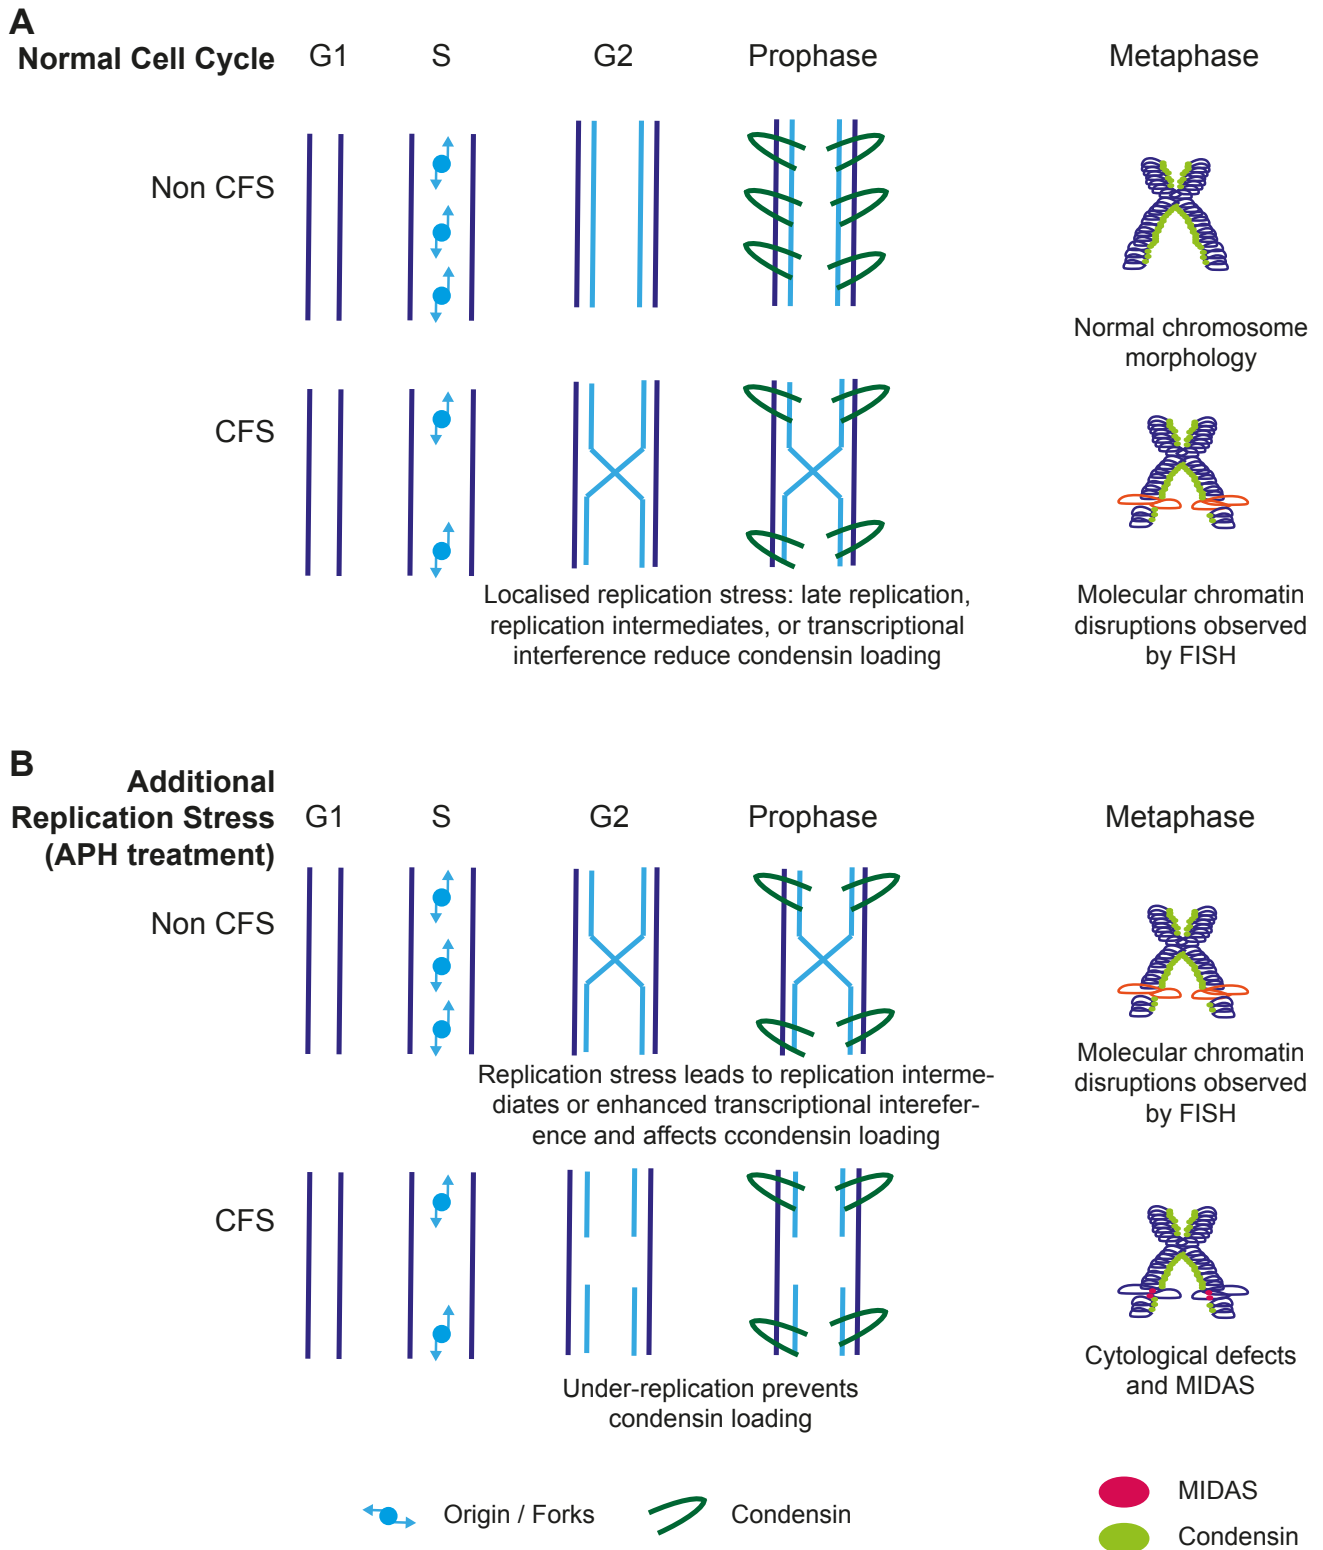 A
Normal Cell Cycle G1 S G2 Prophase Metaphase
Non CFS
Normal chromosome
morphology
CFS
Localised replication stress: late replication,
replication intermediates, or transcriptional
interference reduce condensin loading
Molecular chromatin
disruptions observed
by FISH
B
Additional
Replication Stress
(APH treatment)
G1 S G2 Prophase Metaphase
Non CFS
Replication stress leads to replication interme-
diates or enhanced transcriptional interefer-
ence and affects ccondensin loading
Molecular chromatin
disruptions observed
by FISH
CFS
Under-replication prevents
condensin loading
Cytological defects
and MIDAS
Origin / Forks
Condensin
MIDAS
Condensin